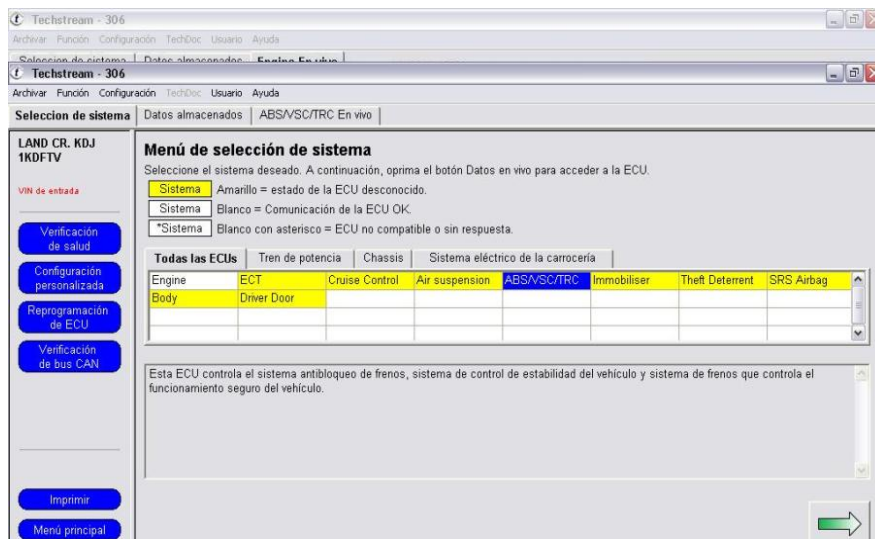 Techstream - 306
Archivar Función Configuración TechDoc Usuario Ayuda
Seleccion de sistema Datos almacenados Engine En vivo
Techstream - 306
Archivar Función Configuración TechDoc Usuario Ayuda
Seleccion de sistema Datos almacenados ABS/VSC/TRC En vivo
LAND CR. KDJ
1KDFTV
VIN de entrada
Verificación
de salud
Configuración
personalizada
Reprogramación
de ECU
Verificación
de bus CAN
Imprimir
Menú principal
Menú de selección de sistema
Seleccione el sistema deseado. A continuación, oprima el botón Datos en vivo para acceder a la ECU.
Sistema Amarillo = estado de la ECU desconocido.
Sistema Blanco = Comunicación de la ECU OK.
*Sistema Blanco con asterisco = ECU no compatible o sin respuesta.
Todas las ECUs Tren de potencia Chassis Sistema eléctrico de la carrocería
Engine ECT Cruise Control Air suspension ABS/VSC/TRC Immobiliser Theft Deterrent SRS Airbag
Body Driver Door
Esta ECU controla el sistema antibloqueo de frenos, sistema de control de estabilidad del vehículo y sistema de frenos que controla el
funcionamiento seguro del vehículo.